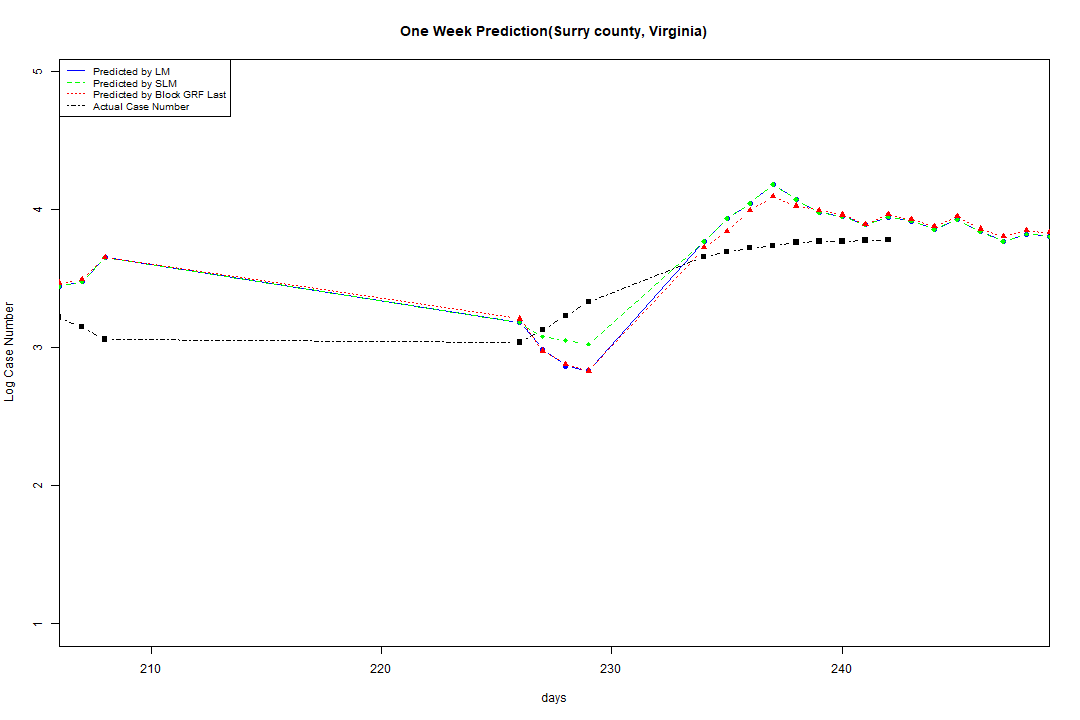 One Week Prediction(Surry county, Virginia)
Predicted by LM
Predicted by SLM
Predicted by Block GRF Last
Actual Case Number
5
4
3
2
1
Log Case Number
210 220 230 240
days